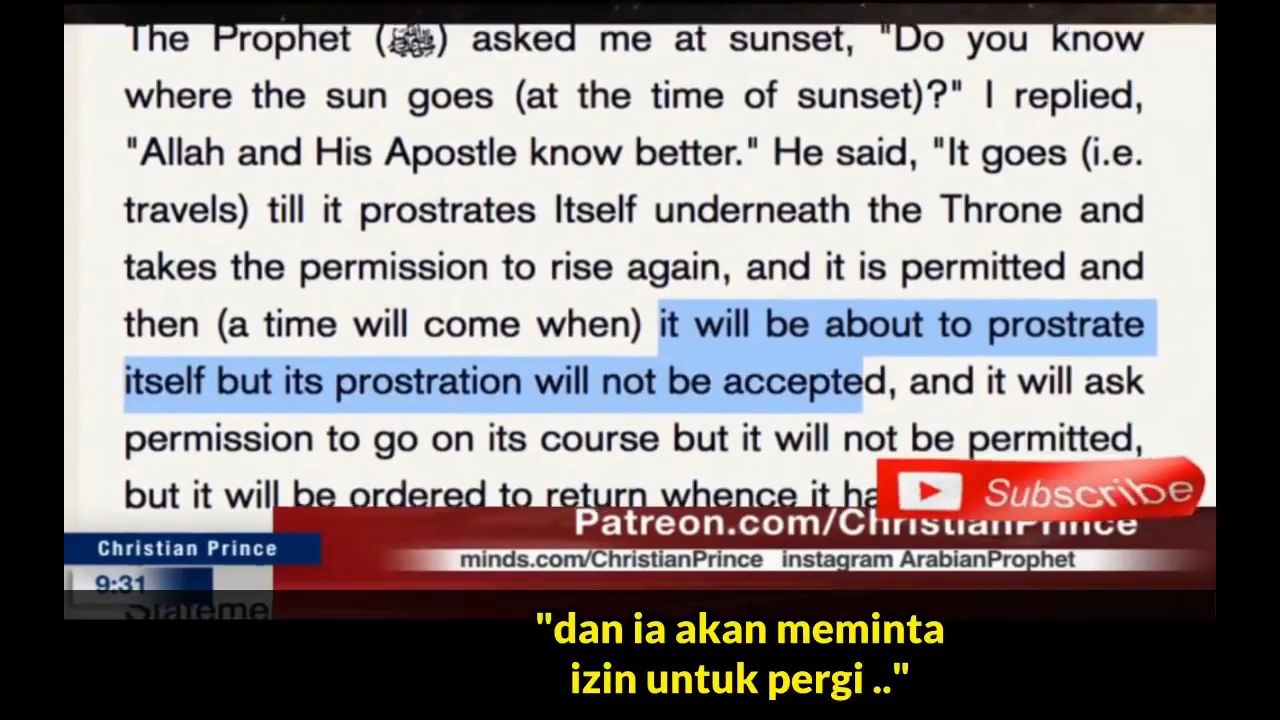 The Prophet (ﷺ) asked me at sunset, "Do you know
where the sun goes (at the time of sunset)?" I replied,
"Allah and His Apostle know better." He said, "It goes (i.e.
travels) till it prostrates Itself underneath the Throne and
takes the permission to rise again, and it is permitted and
then (a time will come when) it will be about to prostrate
itself but its prostration will not be accepted, and it will ask
permission to go on its course but it will not be permitted,
but it will be ordered to return whence it ha
Subscribe
Patreon.com/ChristianPrince
Christian Prince
minds.com/ChristianPrince instagram ArabianProphet
9:31
Stateme
"dan ia akan meminta
izin untuk pergi .."